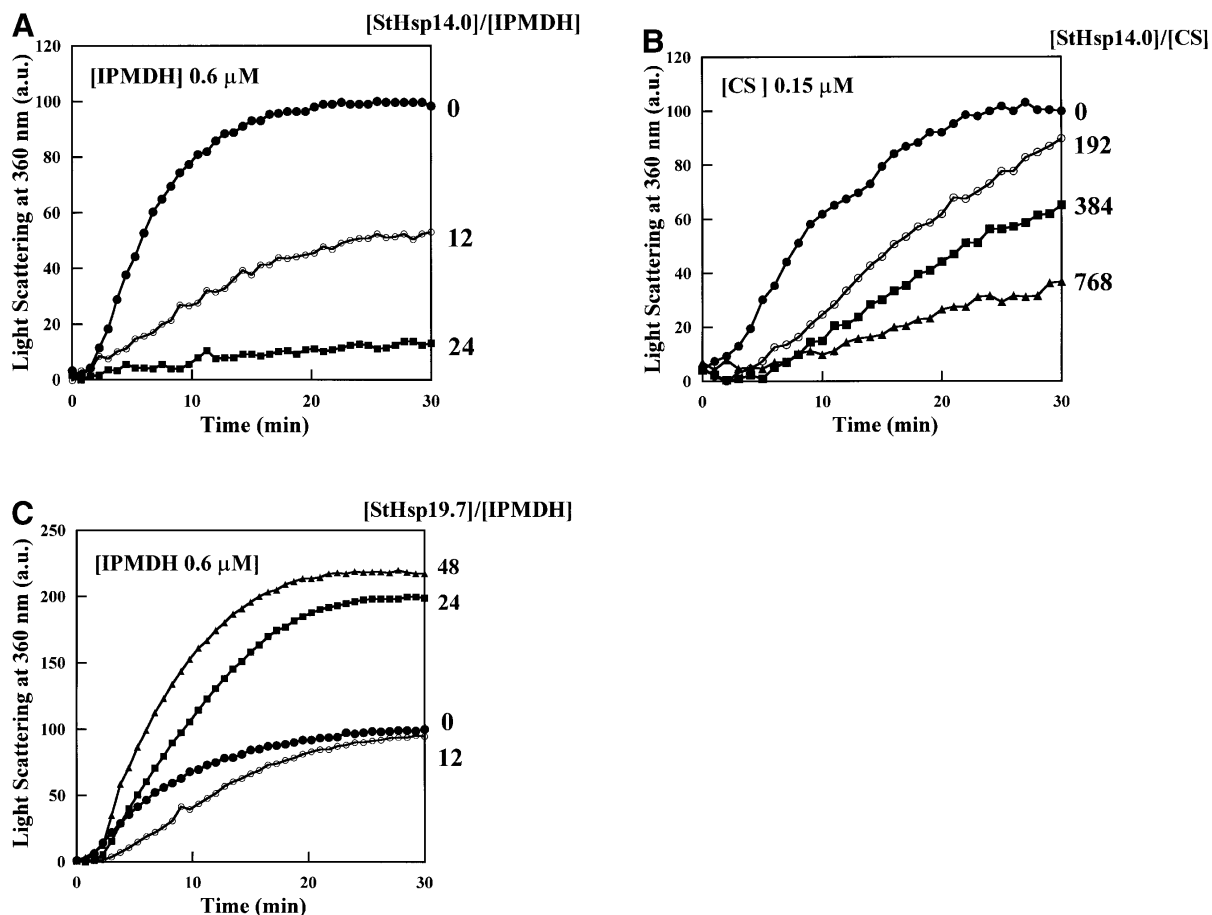 A
[StHsp14.0]/[IPMDH]
120
100
80
60
40
20
0
Light Scattering at 360 nm (a.u.)
[IPMDH] 0.6 μM
0
12
24
0
10
20
30
Time (min)
B
[StHsp14.0]/[CS]
120
100
80
60
40
20
0
Light Scattering at 360 nm (a.u.)
[CS ] 0.15 μM
0
192
384
768
0
10
20
30
Time (min)
C
[StHsp19.7]/[IPMDH]
250
200
150
100
50
0
Light Scattering at 360 nm (a.u.)
[IPMDH 0.6 μM]
48
24
0
12
0
10
20
30
Time (min)